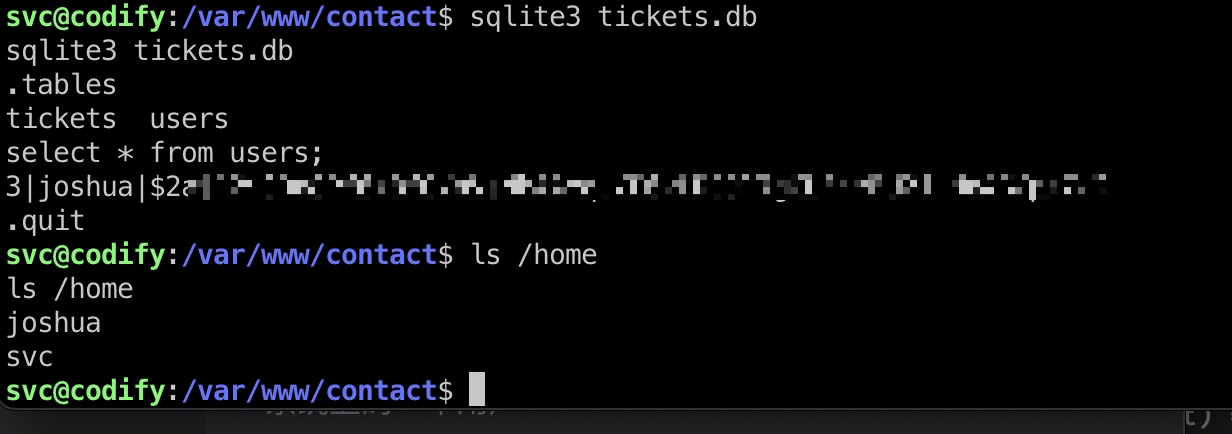 svc@codify:/var/www/contact$ sqlite3 tickets.db
sqlite3 tickets.db
.tables
tickets  users
select * from users;
3|joshua|$2a
.quit
svc@codify:/var/www/contact$ ls /home
ls /home
joshua
svc
svc@codify:/var/www/contact$